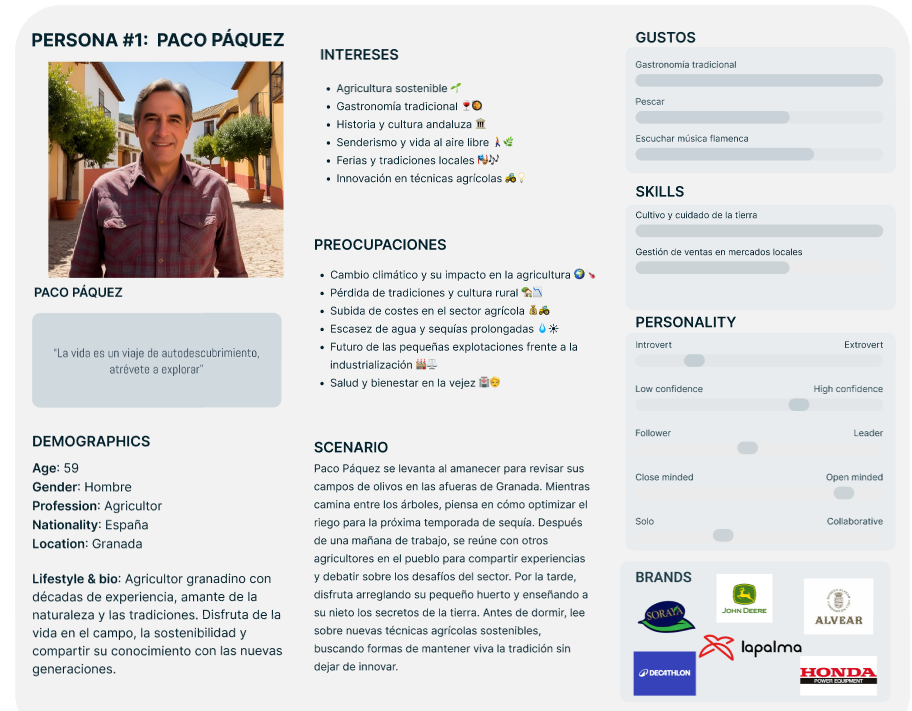 PERSONA #1: PACO PÁQUEZ
PACO PÁQUEZ
"La vida es un viaje de autodescubrimiento,
atrévete a explorar"
DEMOGRAPHICS
Age: 59
Gender: Hombre
Profession: Agricultor
Nationality: España
Location: Granada
Lifestyle & bio: Agricultor granadino con
décadas de experiencia, amante de la
naturaleza y las tradiciones. Disfruta de la
vida en el campo, la sostenibilidad y
compartir su conocimiento con las nuevas
generaciones.
INTERESES
• Agricultura sostenible 🌱
• Gastronomía tradicional 🍷🥘
• Historia y cultura andaluza 🏛
• Senderismo y vida al aire libre 🚶🌿
• Ferias y tradiciones locales 🎭🎶
• Innovación en técnicas agrícolas 🚜💡
PREOCUPACIONES
• Cambio climático y su impacto en la agricultura 🌍🌶
• Pérdida de tradiciones y cultura rural 🏡📉
• Subida de costes en el sector agrícola 💰🚜
• Escasez de agua y sequías prolongadas 💧☀
• Futuro de las pequeñas explotaciones frente a la
industrialización 🏭⚖
• Salud y bienestar en la vejez 🏥😌
SCENARIO
Paco Páquez se levanta al amanecer para revisar sus
campos de olivos en las afueras de Granada. Mientras
camina entre los árboles, piensa en cómo optimizar el
riego para la próxima temporada de sequía. Después
de una mañana de trabajo, se reúne con otros
agricultores en el pueblo para compartir experiencias
y debatir sobre los desafíos del sector. Por la tarde,
disfruta arreglando su pequeño huerto y enseñando a
su nieto los secretos de la tierra. Antes de dormir, lee
sobre nuevas técnicas agrícolas sostenibles,
buscando formas de mantener viva la tradición sin
dejar de innovar.
GUSTOS
Gastronomía tradicional
Pescar
Escuchar música flamenca
SKILLS
Cultivo y cuidado de la tierra
Gestión de ventas en mercados locales
PERSONALITY
Introvert Extrovert
Low confidence High confidence
Follower Leader
Close minded Open minded
Solo Collaborative
BRANDS
SORAYA
JOHN DEERE
ALVEAR
lapalma
DECATHLON
HONDA
POWER EQUIPMENT